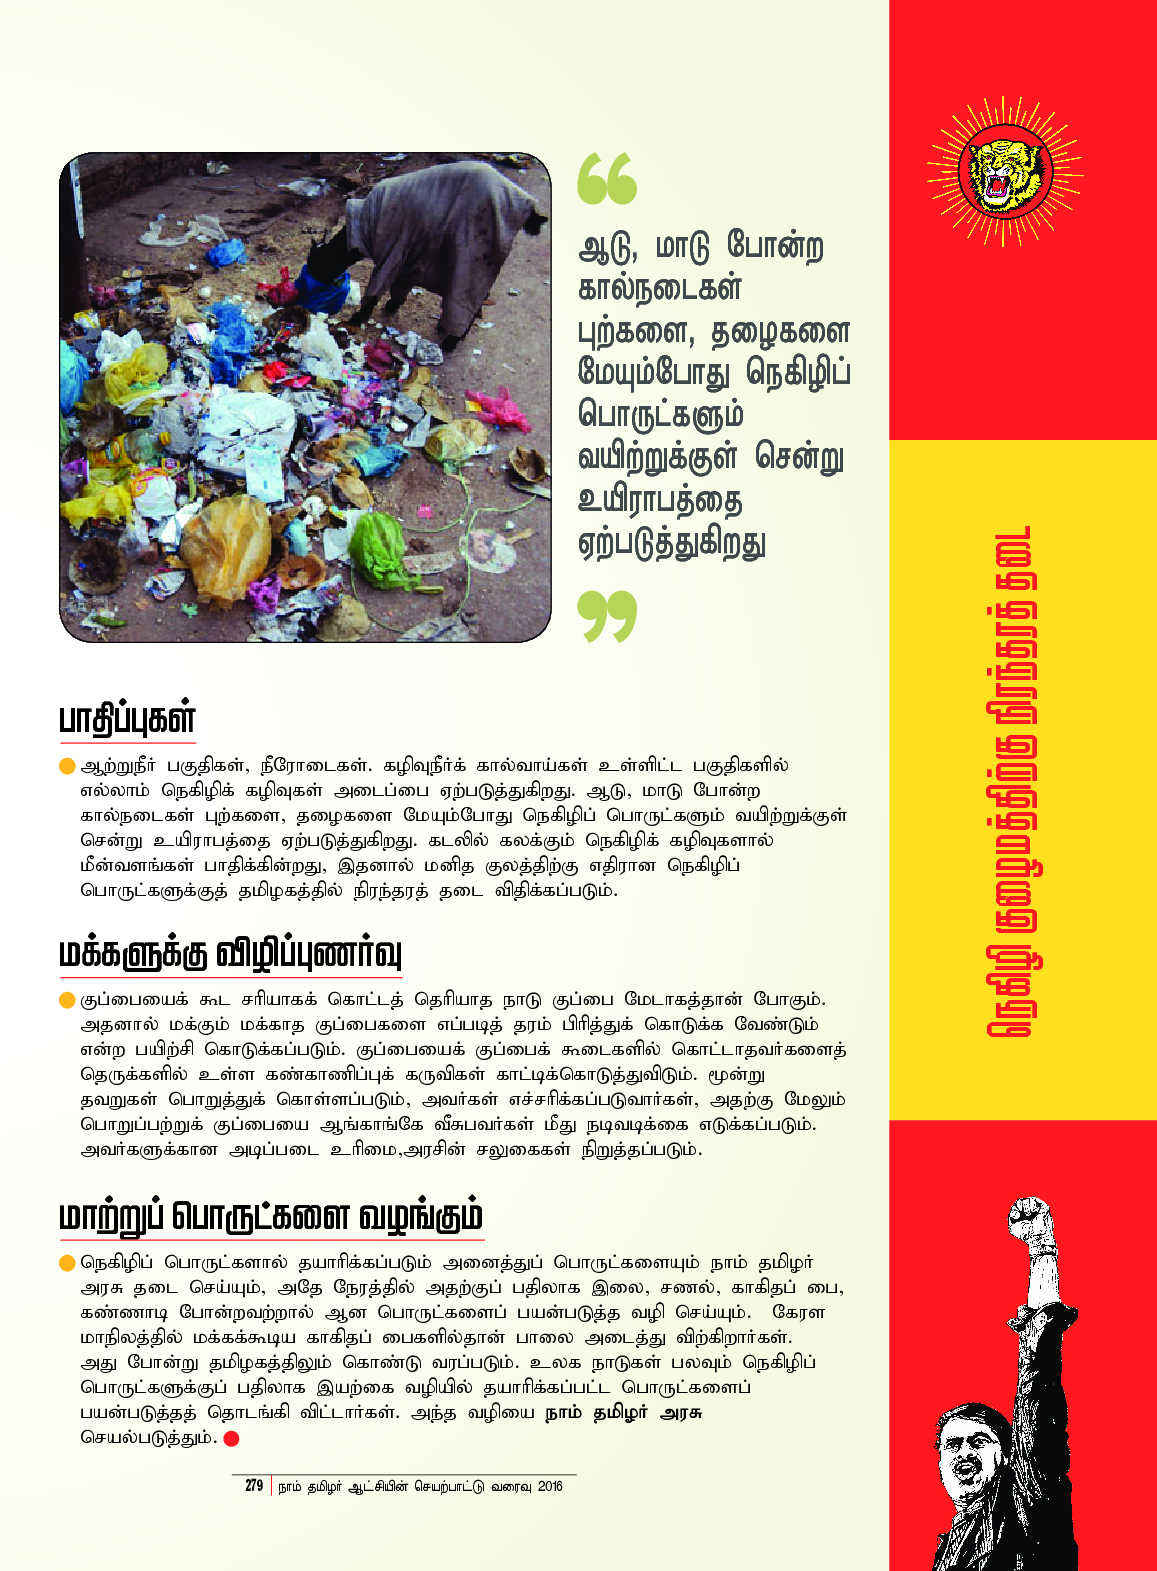 ஆடு, மாடு போன்ற
கால்நடைகள்
புற்களை, தழைகளை
மேயும்போது நெகிழிப்
பொருட்களும்
வயிற்றுக்குள் சென்று
உயிராபத்தை
ஏற்படுத்துகிறது
நெகிழி குழைமத்திற்கு நிரந்தரத் தடை
பாதிப்புகள்
ஆற்றுநீர் பகுதிகள், நீரோடைகள். கழிவுநீர்க் கால்வாய்கள் உள்ளிட்ட பகுதிகளில்
எல்லாம் நெகிழிக் கழிவுகள் அடைப்பை ஏற்படுத்துகிறது. ஆடு, மாடு போன்ற
கால்நடைகள் புற்களை, தழைகளை மேயும்போது நெகிழிப் பொருட்களும் வயிற்றுக்குள்
சென்று உயிராபத்தை ஏற்படுத்துகிறது. கடலில் கலக்கும் நெகிழிக் கழிவுகளால்
மீன்வளங்கள் பாதிக்கின்றது, இதனால் மனித குலத்திற்கு எதிரான நெகிழிப்
பொருட்களுக்குத் தமிழகத்தில் நிரந்தரத் தடை விதிக்கப்படும்.
மக்களுக்கு விழிப்புணர்வு
குப்பையைக் கூட சரியாகக் கொட்டத் தெரியாத நாடு குப்பை மேடாகத்தான் போகும்.
அதனால் மக்கும் மக்காத குப்பைகளை எப்படித் தரம் பிரித்துக் கொடுக்க வேண்டும்
என்ற பயிற்சி கொடுக்கப்படும். குப்பையைக் குப்பைக் கூடைகளில் கொட்டாதவர்களைத்
தெருக்களில் உள்ள கண்காணிப்புக் கருவிகள் காட்டிக்கொடுத்துவிடும். மூன்று
தவறுகள் பொறுத்துக் கொள்ளப்படும், அவர்கள் எச்சரிக்கப்படுவார்கள், அதற்கு மேலும்
பொறுப்பற்றுக் குப்பையை ஆங்காங்கே வீசுபவர்கள் மீது நடிவடிக்கை எடுக்கப்படும்.
அவர்களுக்கான அடிப்படை உரிமை,அரசின் சலுகைகள் நிறுத்தப்படும்.
மாற்றுப் பொருட்களை வழங்கும்
நெகிழிப் பொருட்களால் தயாரிக்கப்படும் அனைத்துப் பொருட்களையும் நாம் தமிழர்
அரசு தடை செய்யும், அதே நேரத்தில் அதற்குப் பதிலாக இலை, சணல், காகிதப் பை,
கண்ணாடி போன்றவற்றால் ஆன பொருட்களைப் பயன்படுத்த வழி செய்யும். கேரள
மாநிலத்தில் மக்கக்கூடிய காகிதப் பைகளில்தான் பாலை அடைத்து விற்கிறார்கள்.
அது போன்று தமிழகத்திலும் கொண்டு வரப்படும். உலக நாடுகள் பலவும் நெகிழிப்
பொருட்களுக்குப் பதிலாக இயற்கை வழியில் தயாரிக்கப்பட்ட பொருட்களைப்
பயன்படுத்தத் தொடங்கி விட்டார்கள். அந்த வழியை நாம் தமிழர் அரசு
செயல்படுத்தும்.
279 நாம் தமிழர் ஆட்சியின் செயற்பாட்டு வரைவு 2016